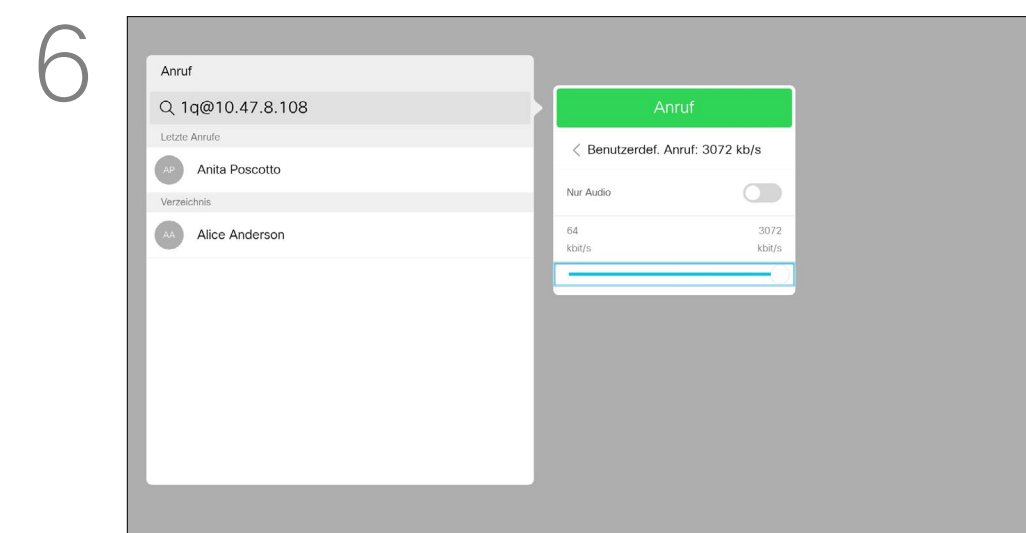 6
Anruf
1q@10.47.8.108
Letzte Anrufe
AP Anita Poscotto
Verzeichnis
AA Alice Anderson
Anruf
Benutzerdef. Anruf: 3072 kb/s
Nur Audio
64 3072
kbit/s kbit/s